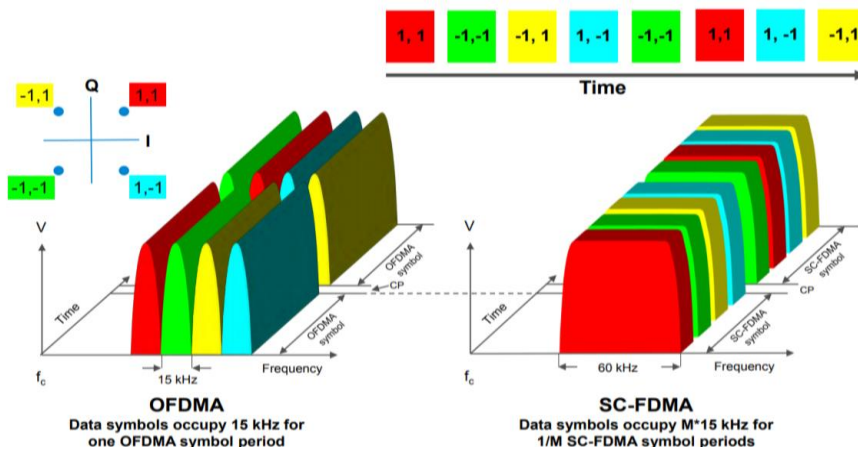 1, 1 -1,-1 -1, 1 1, -1 -1,-1 1,1 1, -1 -1,1
Time
Q
-1,1 1,1
I
-1,-1 1,-1
V
Time
OFDMA symbol
CP
OFDMA symbol
15 kHz
Frequency
fc
OFDMA
Data symbols occupy 15 kHz for
one OFDMA symbol period
V
Time
SC-FDMA symbol
CP
SC-FDMA symbol
60 kHz
Frequency
fc
SC-FDMA
Data symbols occupy M*15 kHz for
1/M SC-FDMA symbol periods